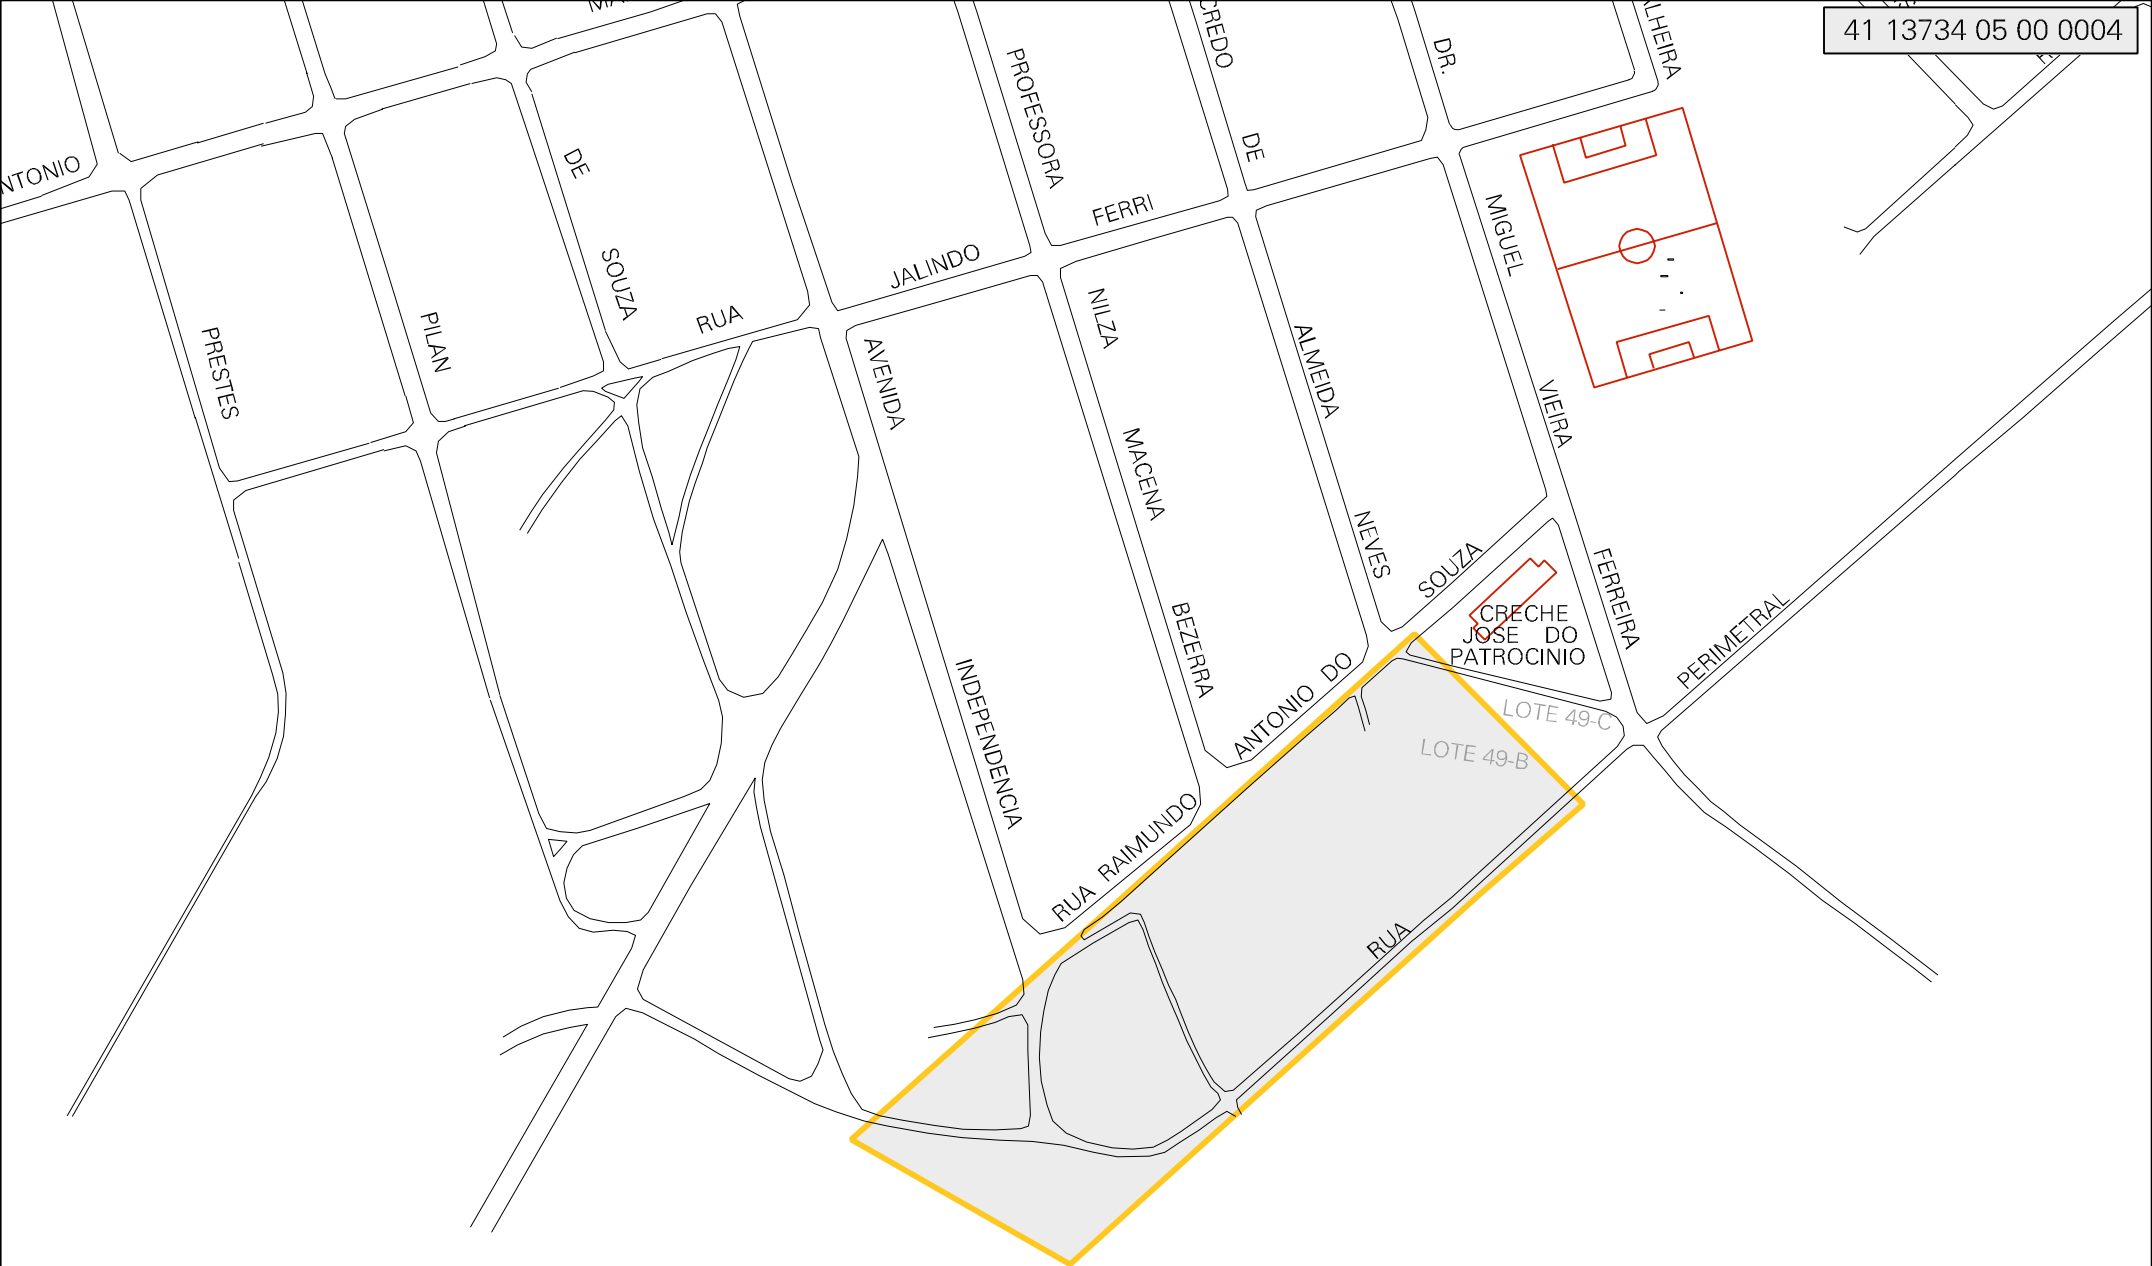 41 13734 05 00 0004
DR.
DE
PROFESSORA
DE
NTONIO
FERRI
JALINDO
RUA
SOUZA
MIGUEL
PRESTES
PILAN
AVENIDA
NILZA
ALMEIDA
VIEIRA
MACENA
NEVES
SOUZA
FERREIRA
CRECHE
JOSE DO
PATROCINIO
PERIMETRAL
BEZERRA
ANTONIO DO
INDEPENDENCIA
LOTE 49-C
LOTE 49-B
RUA RAIMUNDO
RUA